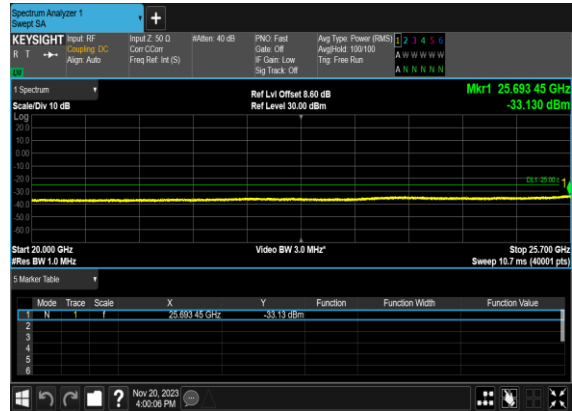 Spectrum Analyzer 1
Swept SA
+
KEYSIGHT Input: RF Input Z: 50 Ω #Atten: 40 dB PNO: Fast Avg Type: Power (RMS) 1 2 3 4 5 6
R T Coupling: DC Corr CCorr Gate: Off Avg|Hold: 100/100 A W W W W W
Align: Auto Freq Ref: Int (S) IF Gain: Low Trig: Free Run
Sig Track: Off A N N N N N
1 Spectrum Ref Lvl Offset 8.60 dB Mkr1 25.693 45 GHz
Scale/Div 10 dB Ref Level 30.00 dBm -33.130 dBm
Log
20.0
10.0
0.00
-10.0
-20.0
DL1 -25.00
1
-30.0
-40.0
-50.0
-60.0
Start 20.000 GHz Video BW 3.0 MHz* Stop 25.700 GHz
#Res BW 1.0 MHz Sweep 10.7 ms (40001 pts)
5 Marker Table
Mode Trace Scale X Y Function Function Width Function Value
1 N 1 f 25.693 45 GHz -33.13 dBm
2
3
4
5
6
? Nov 20, 2023
4:00:06 PM